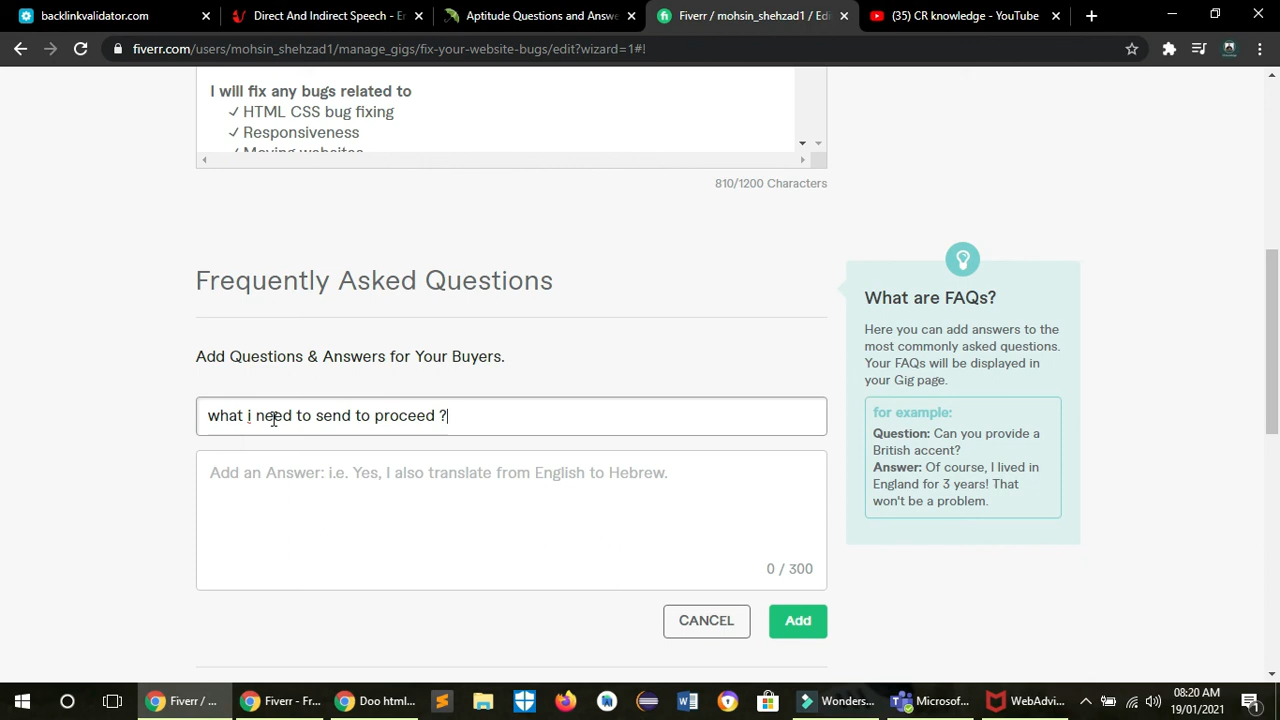 backlinkvalidator.com
Direct And Indirect Speech - E
Aptitude Questions and Answe
Fiverr / mohsin_shehzad1 / Edi
(35) CR knowledge - YouTube
fiverr.com/users/mohsin_shehzad1/manage_gigs/fix-your-website-bugs/edit?wizard=1#!
I will fix any bugs related to
✓ HTML CSS bug fixing
✓ Responsiveness
✓ Moving websites
810/1200 Characters
Frequently Asked Questions
Add Questions & Answers for Your Buyers.
what i need to send to proceed ?
Add an Answer: i.e. Yes, I also translate from English to Hebrew.
0 / 300
CANCEL
Add
What are FAQs?
Here you can add answers to the
most commonly asked questions.
Your FAQs will be displayed in
your Gig page.
for example:
Question: Can you provide a
British accent?
Answer: Of course, I lived in
England for 3 years! That
won't be a problem.
Fiverr / ...
Fiverr - Fr...
Doo html...
Wonders...
Microsof...
WebAdvi...
08:20 AM
19/01/2021